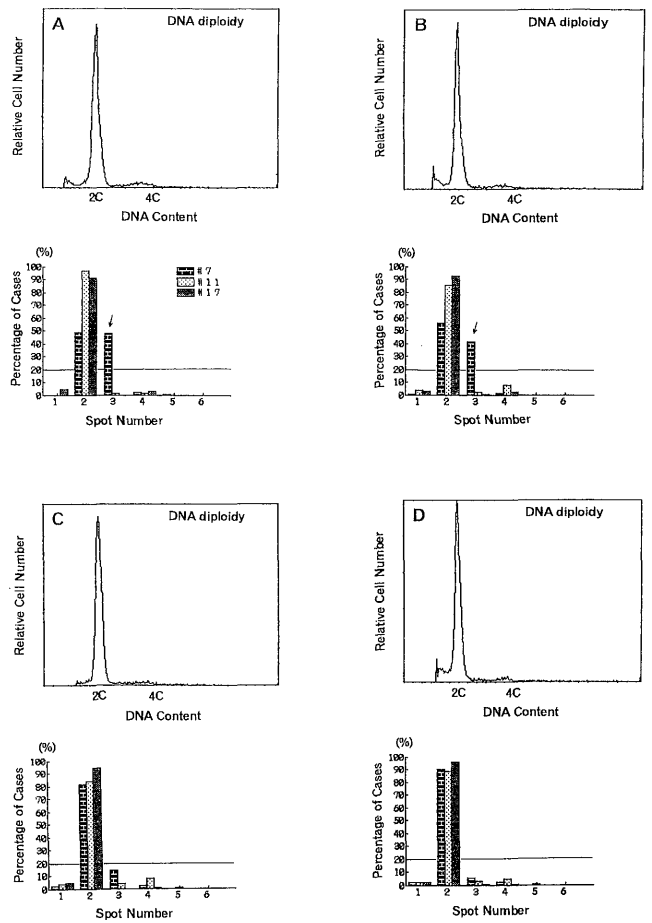 A DNA diploidy
Relative Cell Number
2C 4C
DNA Content
B DNA diploidy
Relative Cell Number
2C 4C
DNA Content
(%)
100
90
80
70
60
50
40
30
20
10
0
Percentage of Cases
#7
#11
#17
1 2 3 4 5 6
Spot Number
(%)
100
90
80
70
60
50
40
30
20
10
0
Percentage of Cases
1 2 3 4 5 6
Spot Number
C DNA diploidy
Relative Cell Number
2C 4C
DNA Content
D DNA diploidy
Relative Cell Number
2C 4C
DNA Content
(%)
100
90
80
70
60
50
40
30
20
10
0
Percentage of Cases
1 2 3 4 5 6
Spot Number
(%)
100
90
80
70
60
50
40
30
20
10
0
Percentage of Cases
1 2 3 4 5 6
Spot Number